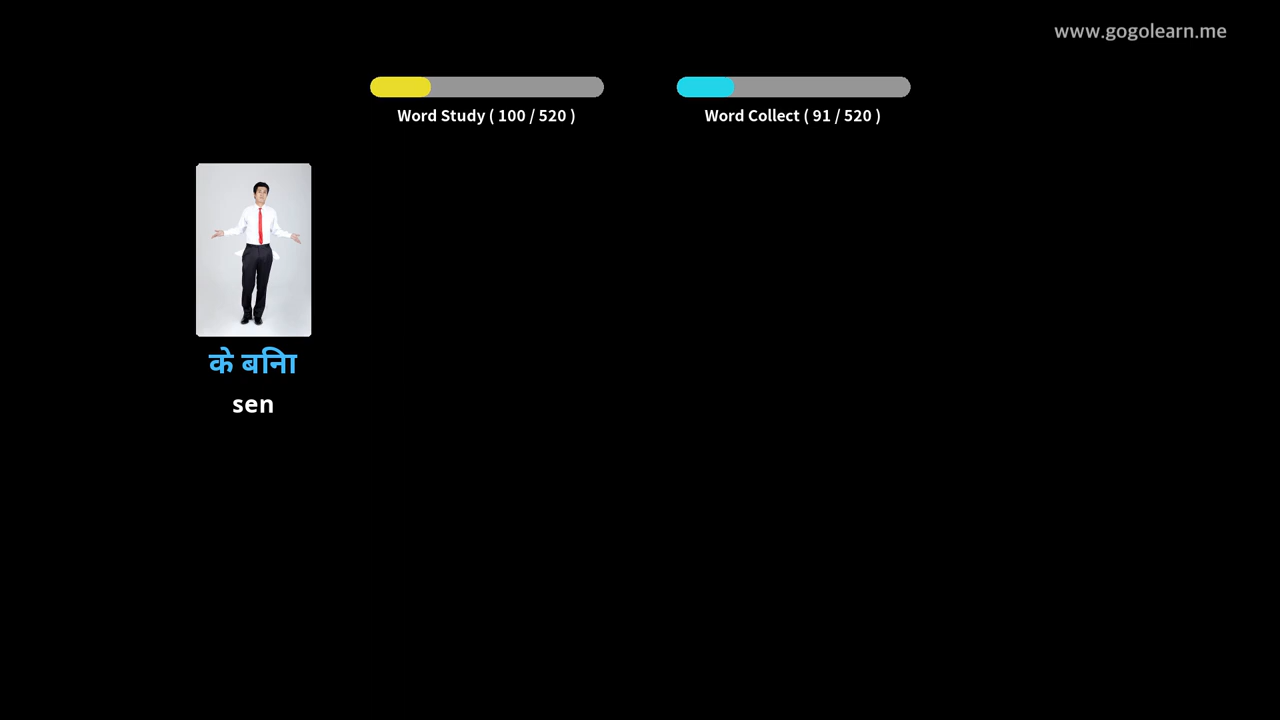 www.gogolearn.me
Word Study ( 100 / 520 )
Word Collect ( 91 / 520 )
के बिना
sen